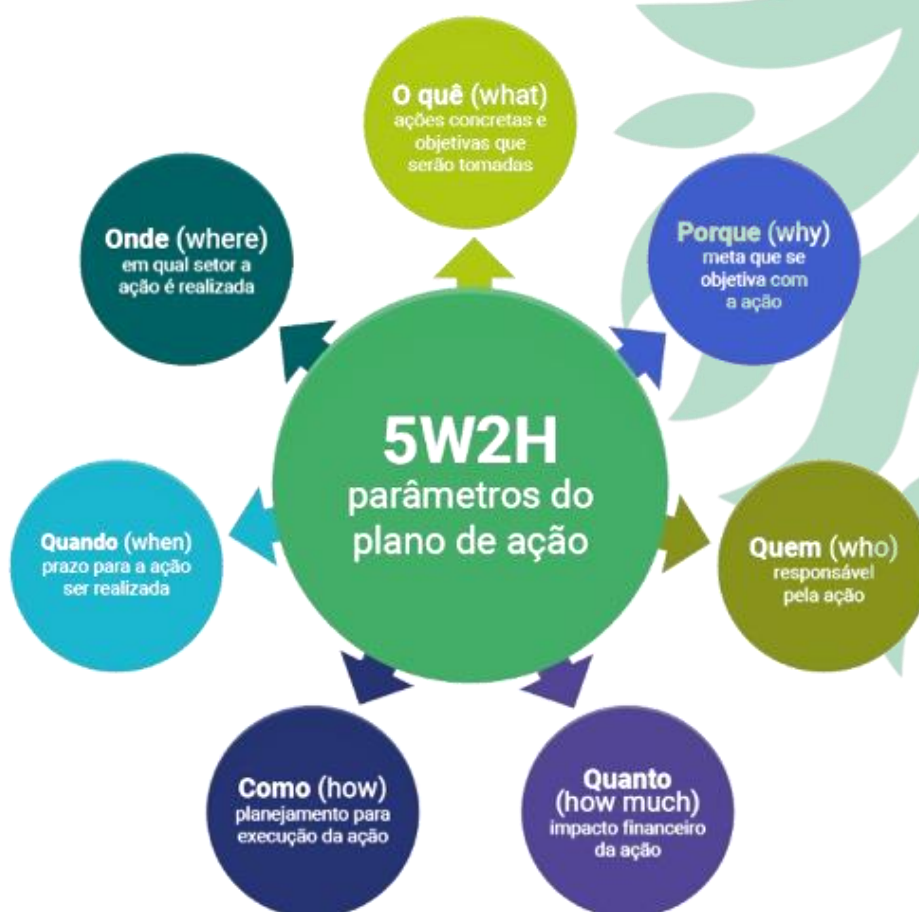 O quê (what)
ações concretas e
objetivas que
serão tomadas
Onde (where)
em qual setor a
ação é realizada
Porque (why)
meta que se
objetiva com
a ação
5W2H
parâmetros do
plano de ação
Quando (when)
prazo para a ação
ser realizada
Quem (who)
responsável
pela ação
Como (how)
planejamento para
execução da ação
Quanto
(how much)
impacto financeiro
da ação